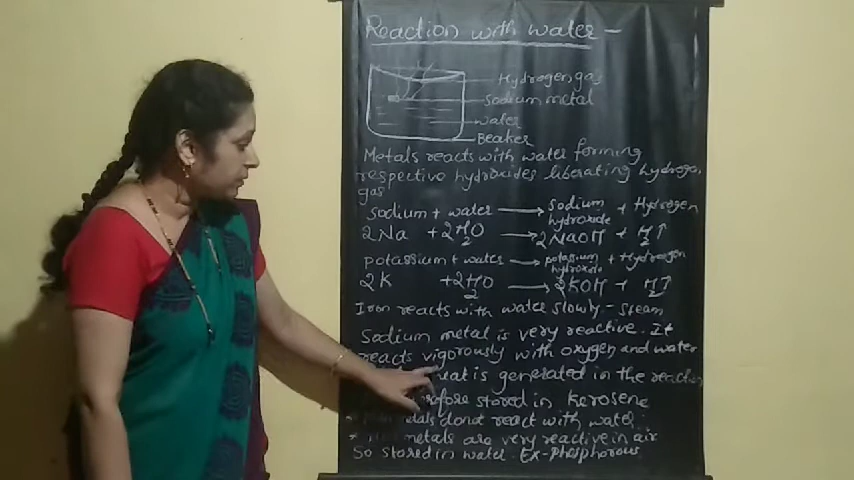 Reaction with water -
Hydrogen gas
Sodium metal
water
Beaker
Metals reacts with water forming
respective hydroxides liberating hydrogen
gas
Sodium + water → Sodium hydroxide + Hydrogen
2Na + 2H2O → 2NaOH + H2↑
potassium + water → potassium hydroxide + Hydrogen
2K + 2H2O → 2KOH + H2↑
Iron reacts with water slowly - steam
Sodium metal is very reactive. It
reacts vigorously with oxygen and water
heat is generated in the
stored in kerosene
donot react with water.
metals are very reactive in air
So stored in water. Ex-phosphorous